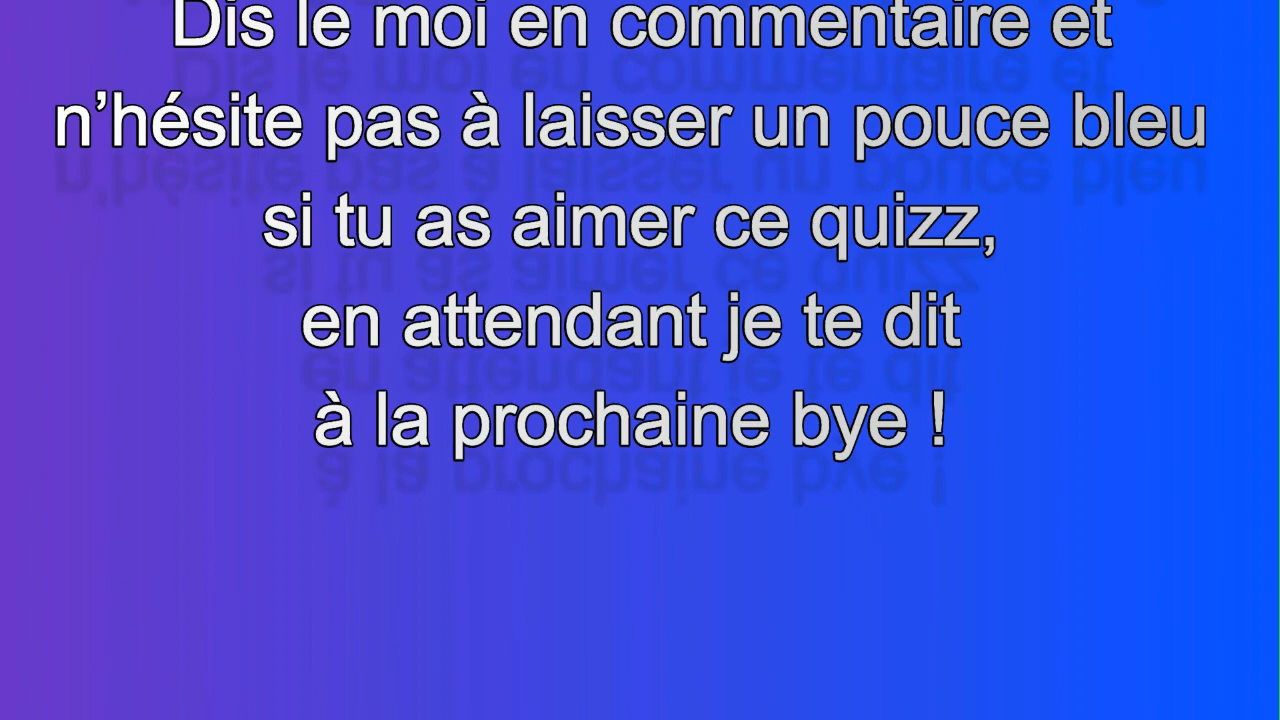 Dis le moi en commentaire et
n’hésite pas à laisser un pouce bleu
si tu as aimer ce quizz,
en attendant je te dit
à la prochaine bye !